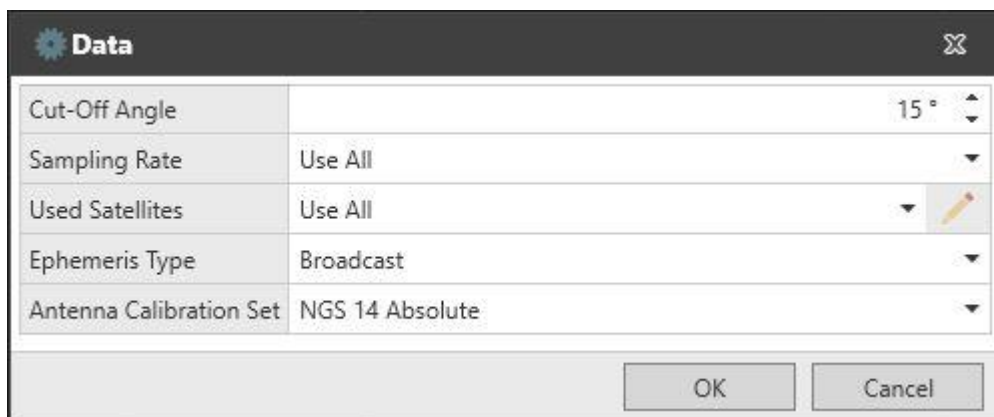 Data
Cut-Off Angle 15 °
Sampling Rate Use All
Used Satellites Use All
Ephemeris Type Broadcast
Antenna Calibration Set NGS 14 Absolute
OK Cancel